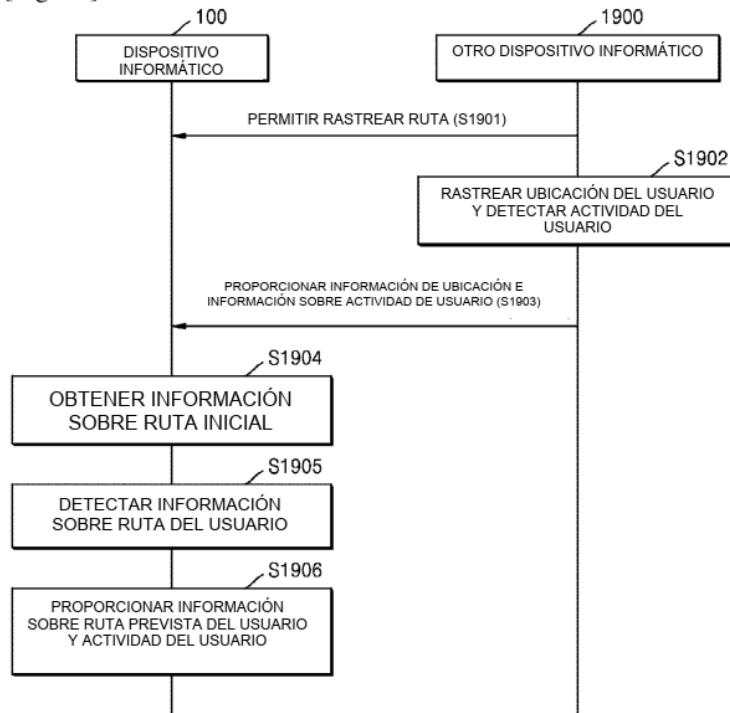 100
1900
DISPOSITIVO
INFORMÁTICO
OTRO DISPOSITIVO INFORMÁTICO
PERMITIR RASTREAR RUTA (S1901)
S1902
RASTREAR UBICACIÓN DEL USUARIO
Y DETECTAR ACTIVIDAD DEL
USUARIO
PROPORCIONAR INFORMACIÓN DE UBICACIÓN E
INFORMACIÓN SOBRE ACTIVIDAD DE USUARIO (S1903)
S1904
OBTENER INFORMACIÓN
SOBRE RUTA INICIAL
S1905
DETECTAR INFORMACIÓN
SOBRE RUTA DEL USUARIO
S1906
PROPORCIONAR INFORMACIÓN
SOBRE RUTA PREVISTA DEL USUARIO
Y ACTIVIDAD DEL USUARIO